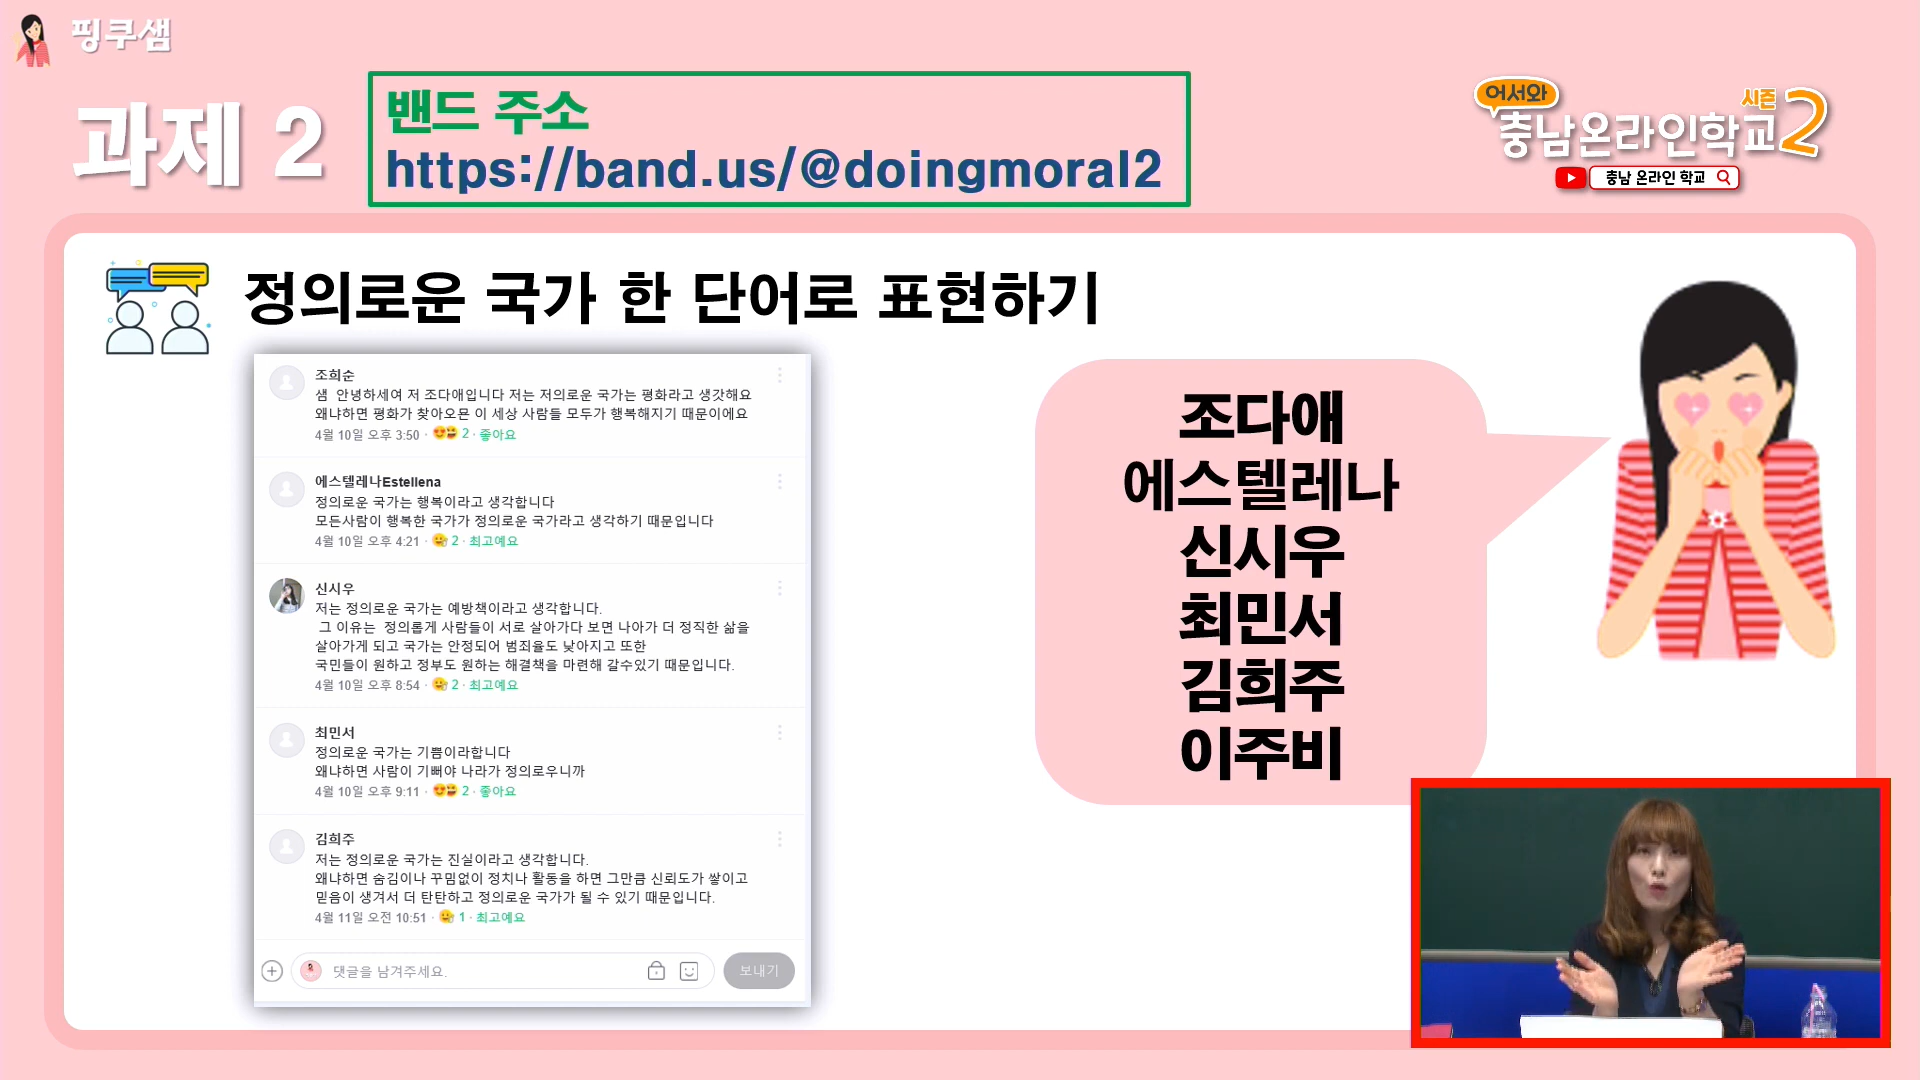 핑쿠샘
과제 2
밴드 주소
https://band.us/@doingmoral2
어서와
시즌2
충남온라인학교
충남 온라인 학교
정의로운 국가 한 단어로 표현하기
조희순
샘 안녕하세여 저 조다애입니다 저는 저의로운 국가는 평화라고 생갓해요
왜냐하면 평화가 찾아오믄 이 세상 사람들 모두가 행복해지기 때문이에요
4월 10일 오후 3:50 · 2 · 좋아요
에스텔레나Estellena
정의로운 국가는 행복이라고 생각합니다
모든사람이 행복한 국가가 정의로운 국가라고 생각하기 때문입니다
4월 10일 오후 4:21 · 2 · 최고예요
신시우
저는 정의로운 국가는 예방책이라고 생각합니다.
그 이유는 정의롭게 사람들이 서로 살아가다 보면 나아가 더 정직한 삶을
살아가게 되고 국가는 안정되어 범죄율도 낮아지고 또한
국민들이 원하고 정부도 원하는 해결책을 마련해 갈수있기 때문입니다.
4월 10일 오후 8:54 · 2 · 최고예요
최민서
정의로운 국가는 기쁨이라합니다
왜냐하면 사람이 기뻐야 나라가 정의로우니까
4월 10일 오후 9:11 · 2 · 좋아요
김희주
저는 정의로운 국가는 진실이라고 생각합니다.
왜냐하면 숨김이나 꾸밈없이 정치나 활동을 하면 그만큼 신뢰도가 쌓이고
믿음이 생겨서 더 탄탄하고 정의로운 국가가 될 수 있기 때문입니다.
4월 11일 오전 10:51 · 1 · 최고예요
댓글을 남겨주세요.
보내기
조다애
에스텔레나
신시우
최민서
김희주
이주비